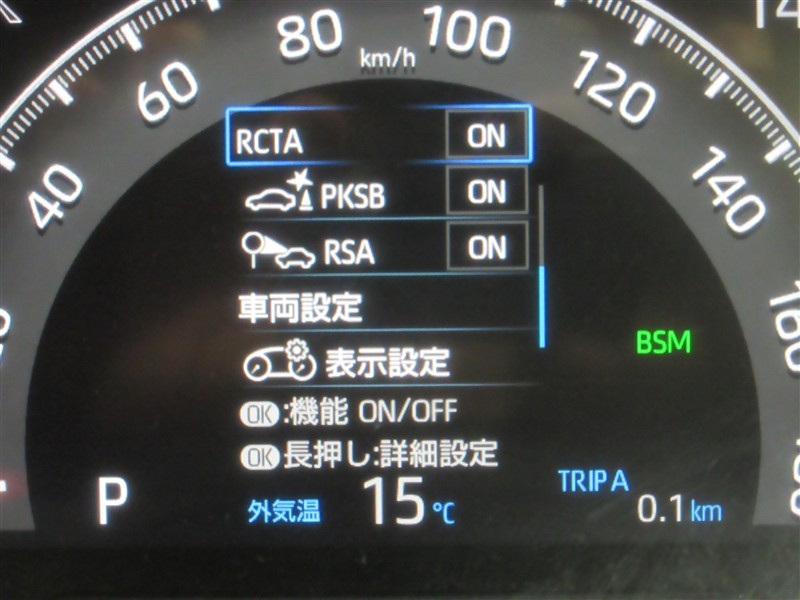 80
100
km/h
60
120
40
140
160
RCTA ON
PKSB ON
RSA ON
車両設定
BSM
表示設定
OK:機能 ON/OFF
OK長押し:詳細設定
P
外気温 15℃
TRIP A
0.1km